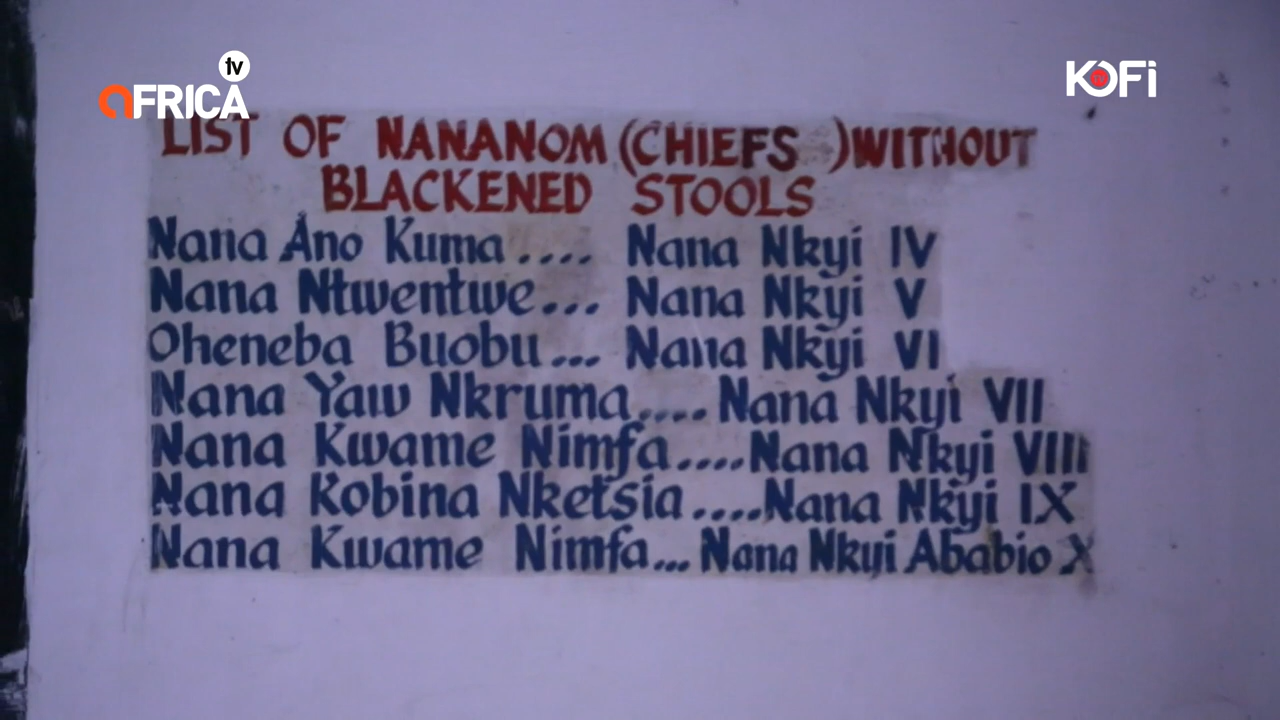 tv
aFRICA
KOFi
tv
LIST OF NANANOM (CHIEFS )WITHOUT
BLACKENED STOOLS
Nana Ano Kuma.... Nana Nkyi IV
Nana Ntwentwe... Nana Nkyi V
Oheneba Buobu... Nana Nkyi VI
Nana Yaw Nkruma.... Nana Nkyi VII
Nana Kwame Nimfa....Nana Nkyi VIII
Nana Kobina Nketsia....Nana Nkyi IX
Nana Kwame Nimfa... Nana Nkyi Ababio X